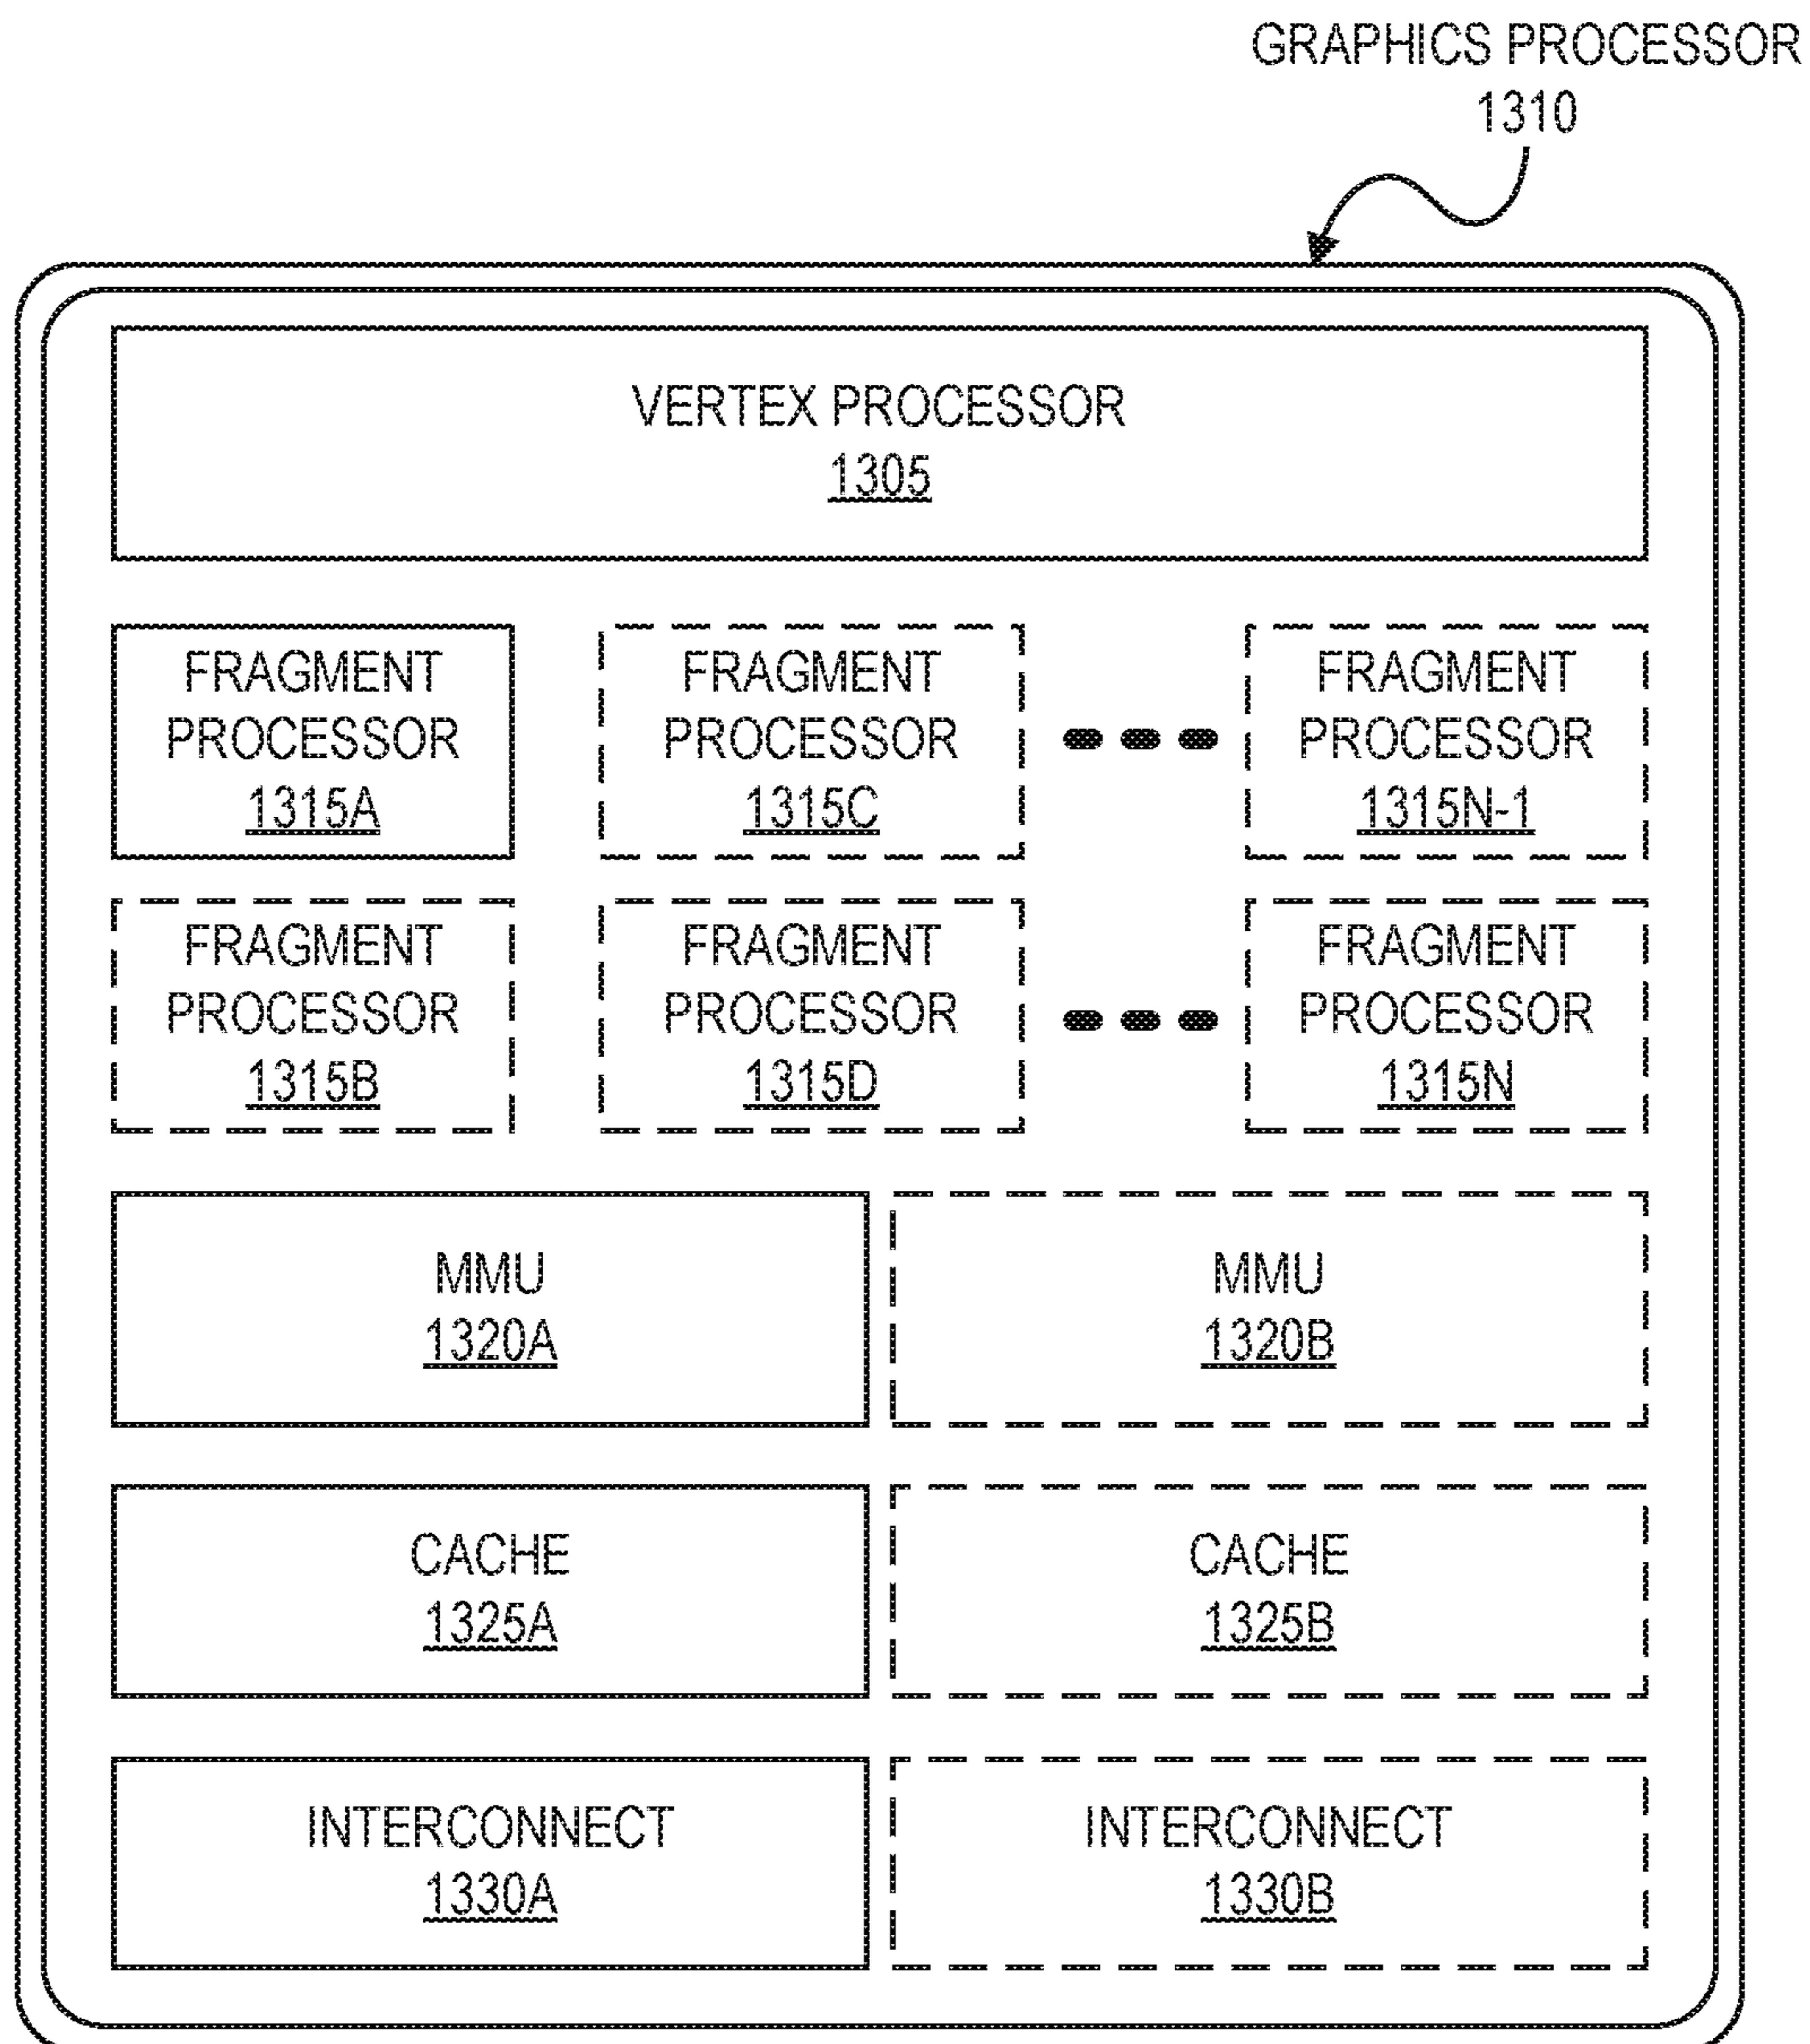 GRAPHICS PROCESSOR
1310
VERTEX PROCESSOR
1305
FRAGMENT
PROCESSOR
1315A
FRAGMENT
PROCESSOR
1315C
FRAGMENT
PROCESSOR
1315N-1
FRAGMENT
PROCESSOR
1315B
FRAGMENT
PROCESSOR
1315D
FRAGMENT
PROCESSOR
1315N
MMU
1320A
MMU
1320B
CACHE
1325A
CACHE
1325B
INTERCONNECT
1330A
INTERCONNECT
1330B